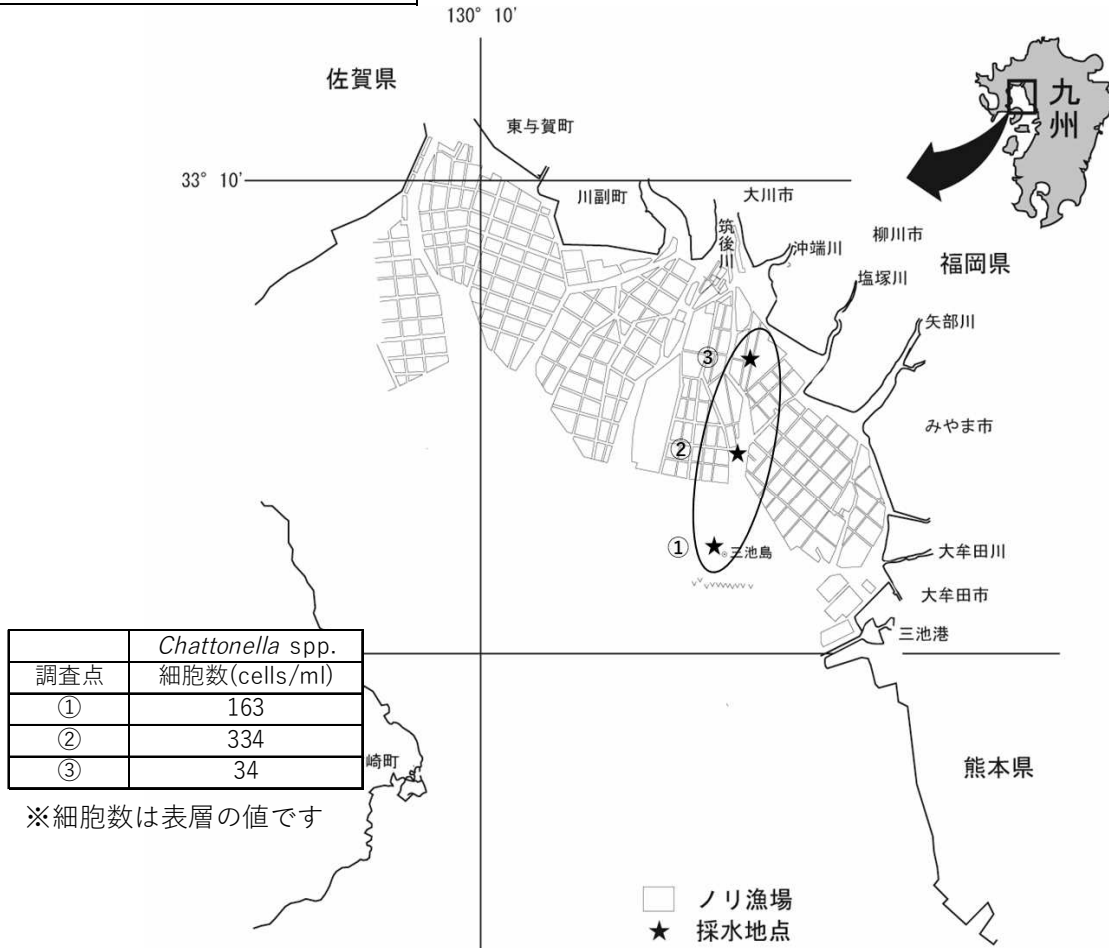 130° 10'
佐賀県
九州
東与賀町
33° 10'
川副町
大川市
筑後川
沖端川
柳川市
福岡県
塩塚川
矢部川
③
みやま市
②
①
三池島
大牟田川
大牟田市
三池港
Chattonella spp.
調査点 細胞数(cells/ml)
① 163
② 334
③ 34
崎町
熊本県
※細胞数は表層の値です
ノリ漁場
★ 採水地点